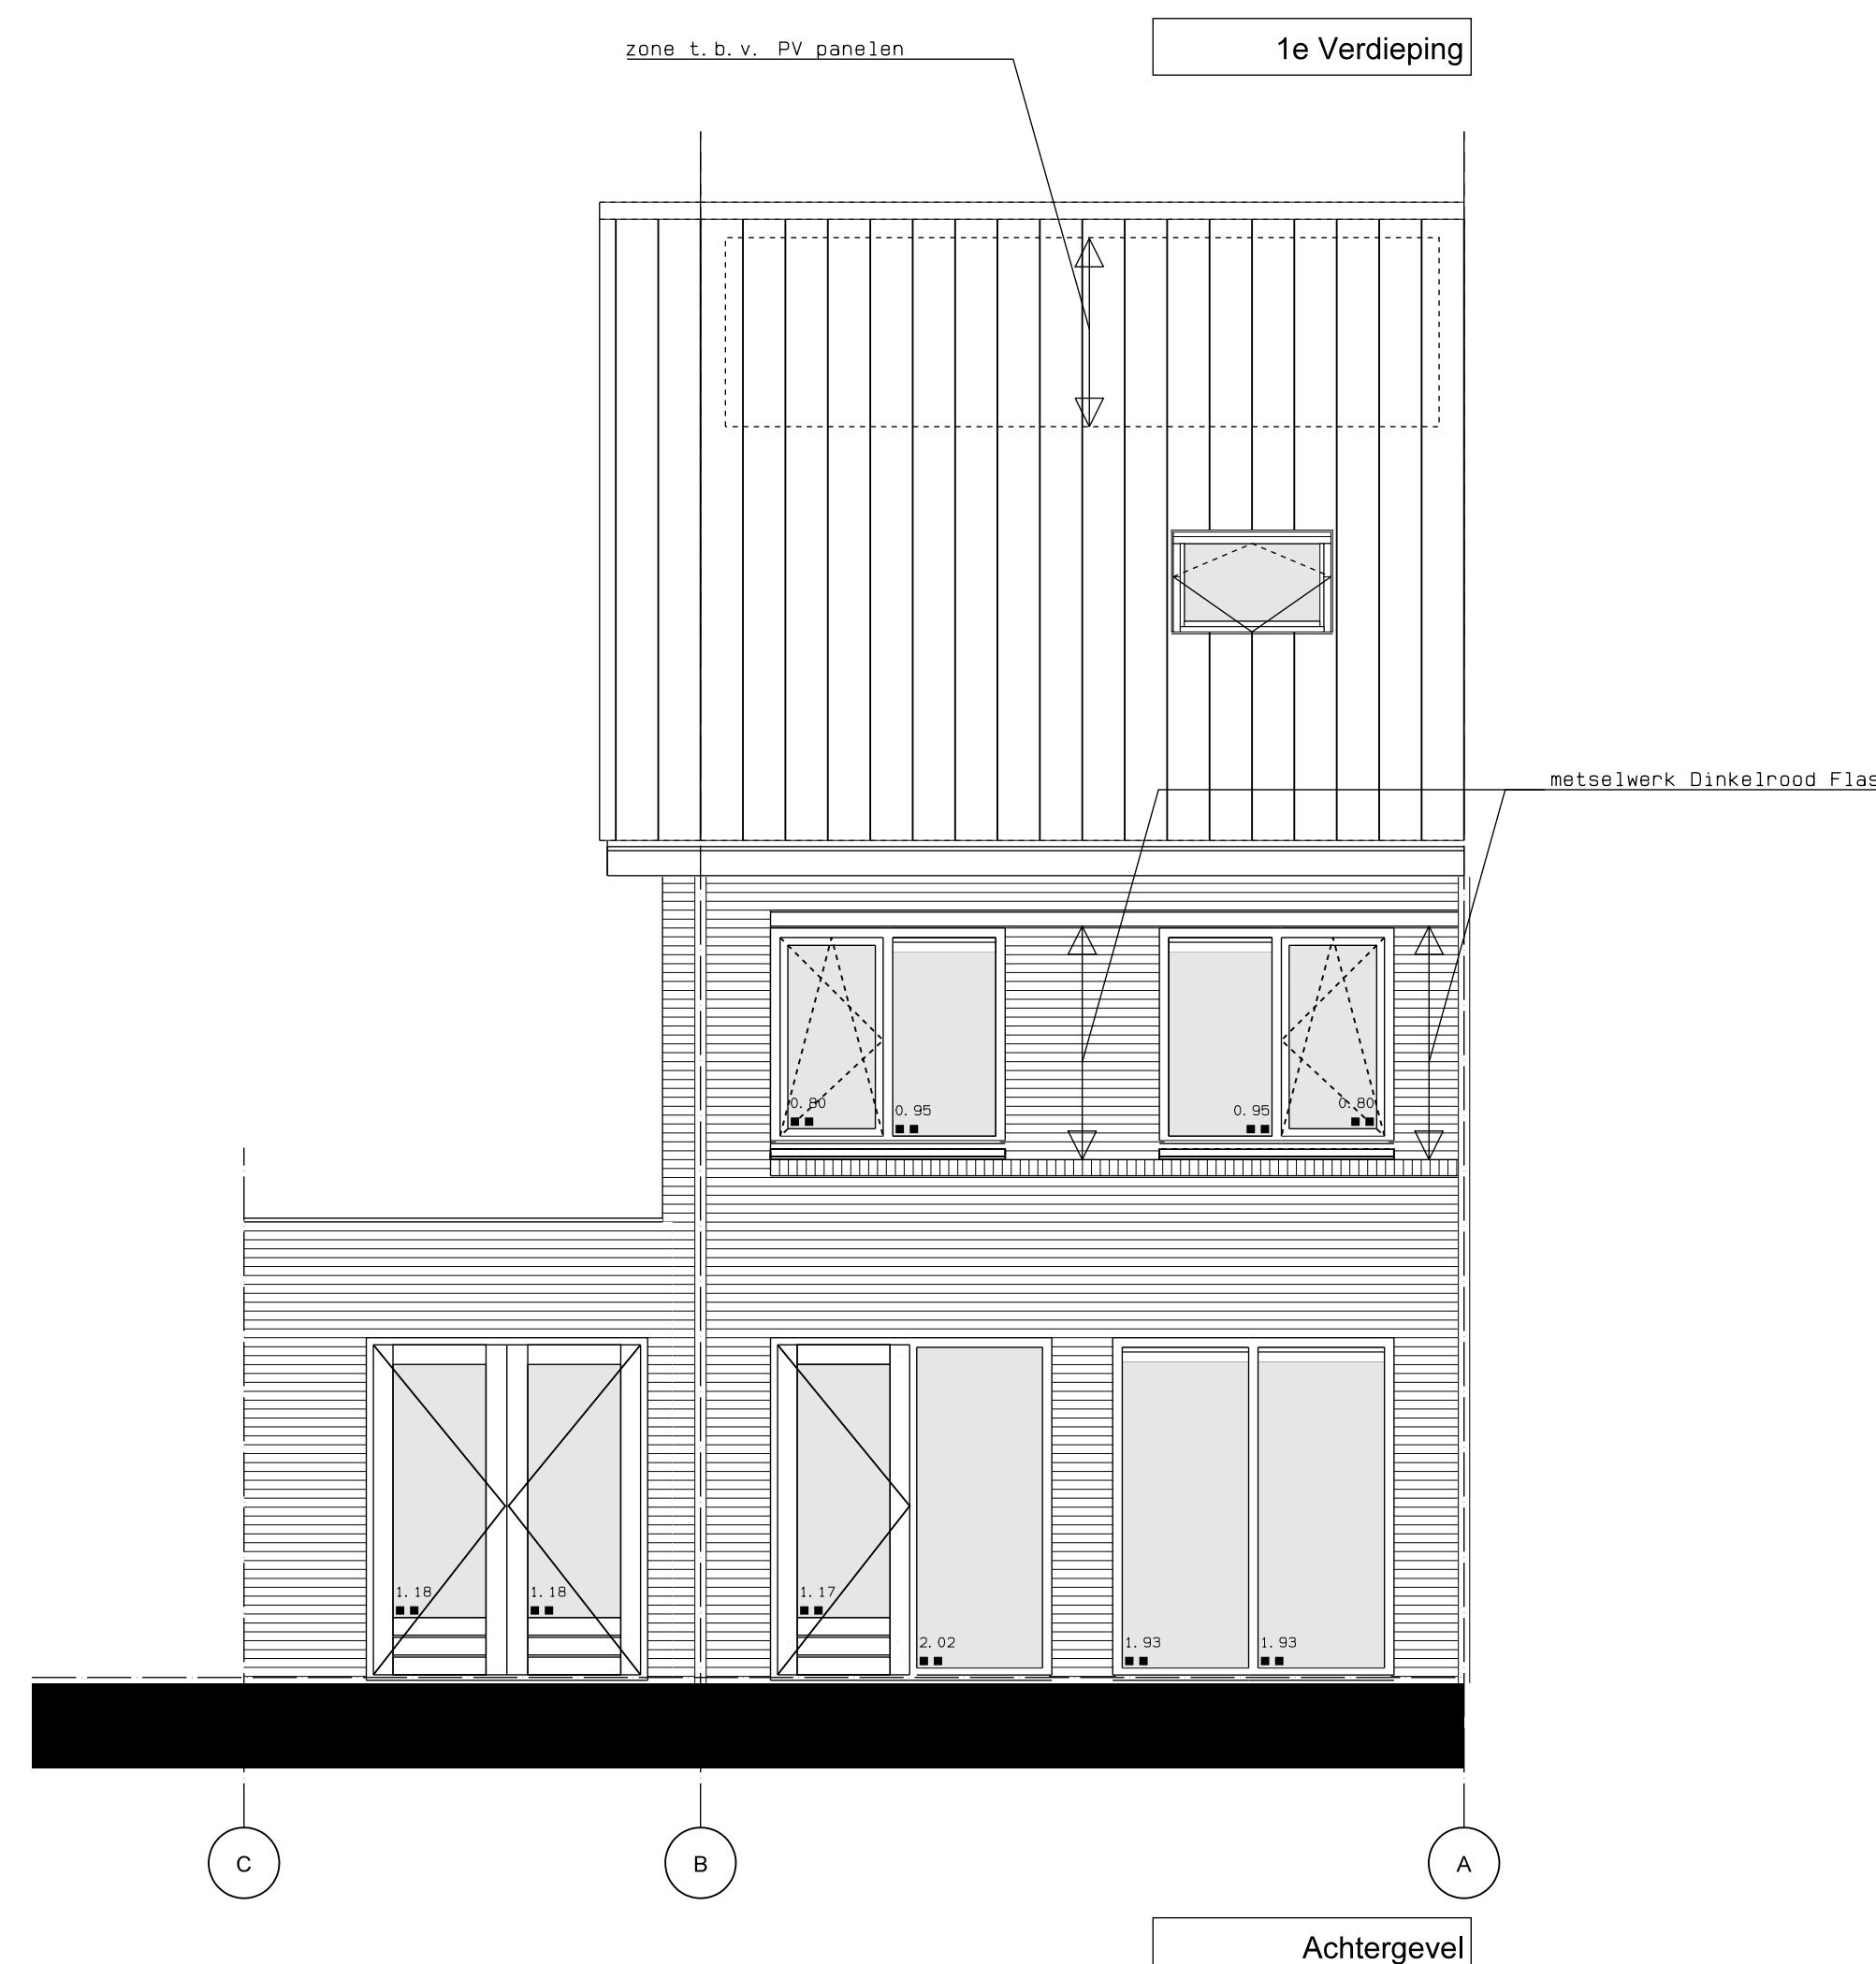 1e Verdieping
zone t.b.v. PV panelen
metselwerk Dinkelrood Flas
0.80
0.95
0.95
0.80
1.18
1.18
1.17
2.02
1.93
1.93
C
B
A
Achtergevel